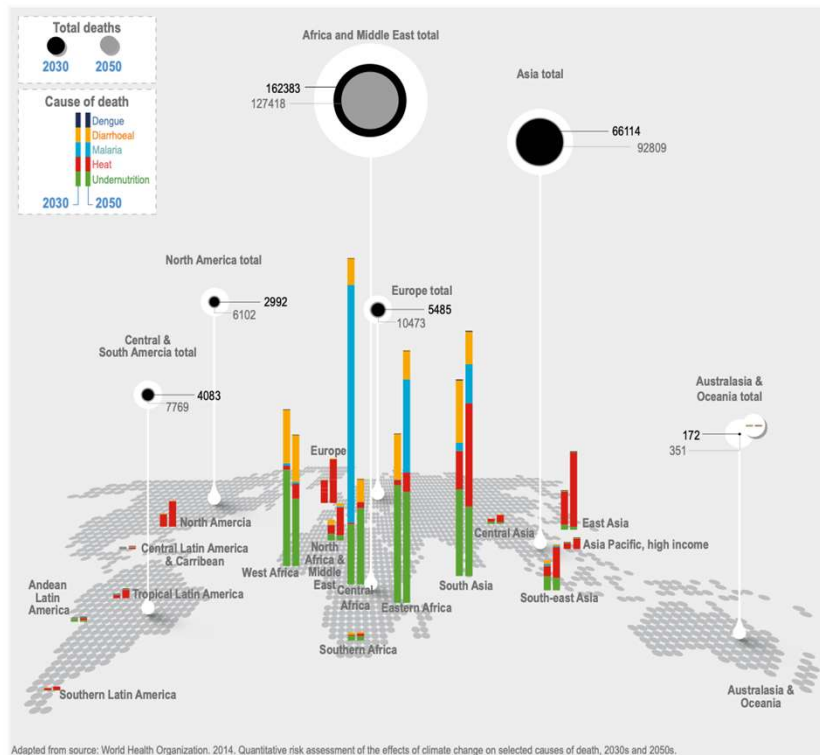 Total deaths
2030 2050
Cause of death
Dengue
Diarrhoeal
Malaria
Heat
Undernutrition
2030 2050
Africa and Middle East total
162383
127418
Asia total
66114
92809
North America total
2992
6102
Europe total
5485
10473
Central &
South Amercia total
4083
7769
Australasia &
Oceania total
172
351
Europe
North Amercia
Central Latin America
& Carribean
Andean
Latin
America
Tropical Latin America
Southern Latin America
West Africa
North
Africa &
Middle
East
Central
Africa
Eastern Africa
Southern Africa
South Asia
Central Asia
East Asia
Asia Pacific, high income
South-east Asia
Australasia &
Oceania
Adapted from source: World Health Organization. 2014. Quantitative risk assessment of the effects of climate change on selected causes of death, 2030s and 2050s.